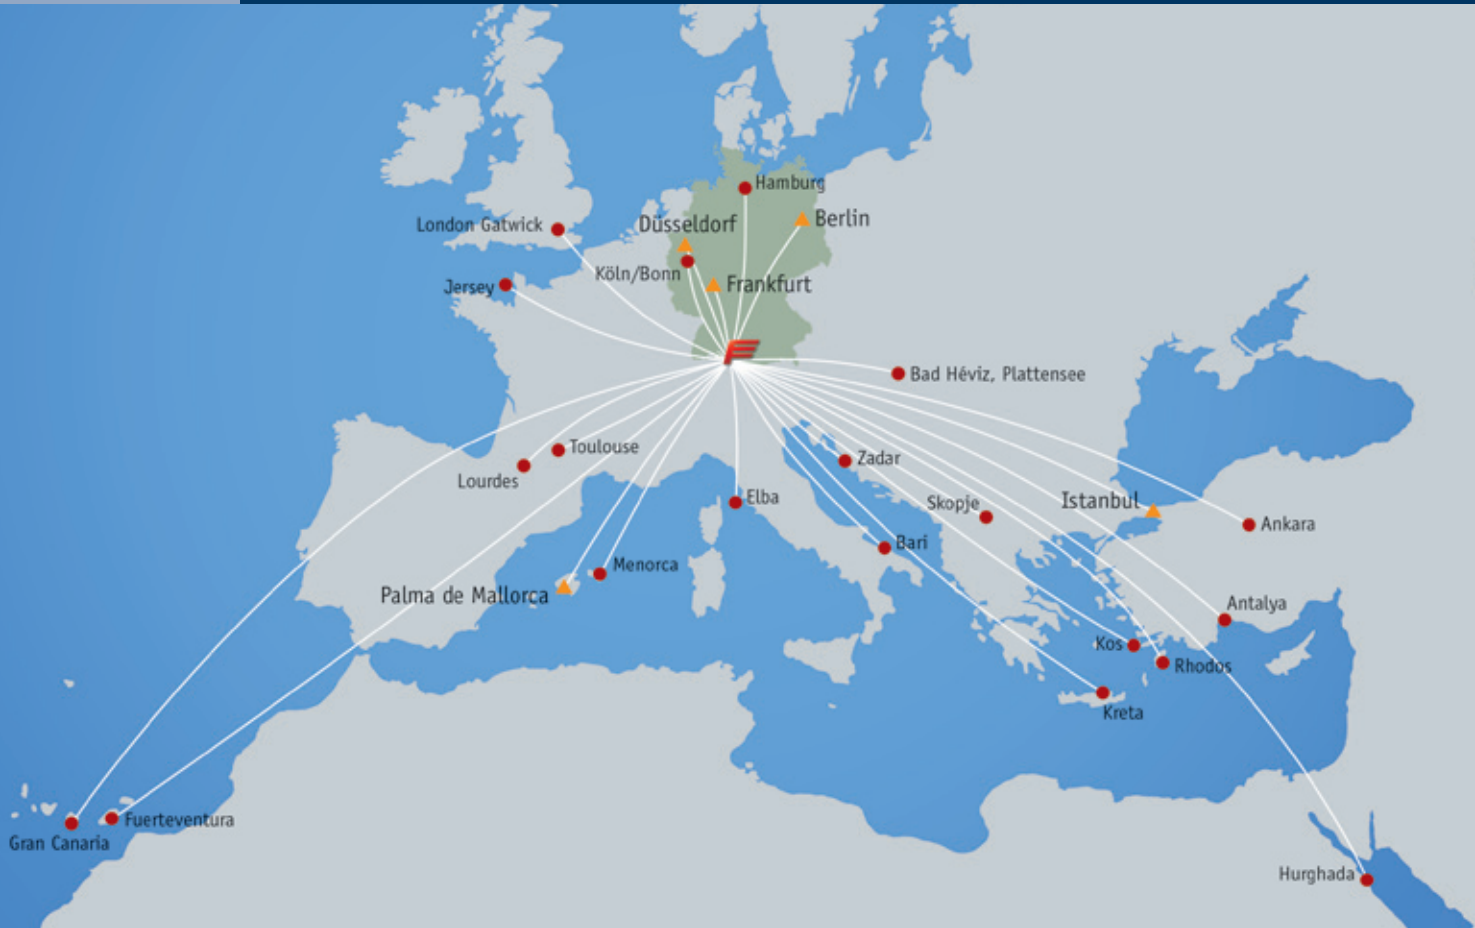 Hamburg
Berlin
London Gatwick
Düsseldorf
Köln/Bonn
Frankfurt
Jersey
Bad Héviz, Plattensee
Toulouse
Zadar
Lourdes
Elba
Skopje
Istanbul
Ankara
Bari
Menorca
Palma de Mallorca
Antalya
Kos
Rhodos
Kreta
Fuerteventura
Gran Canaria
Hurghada